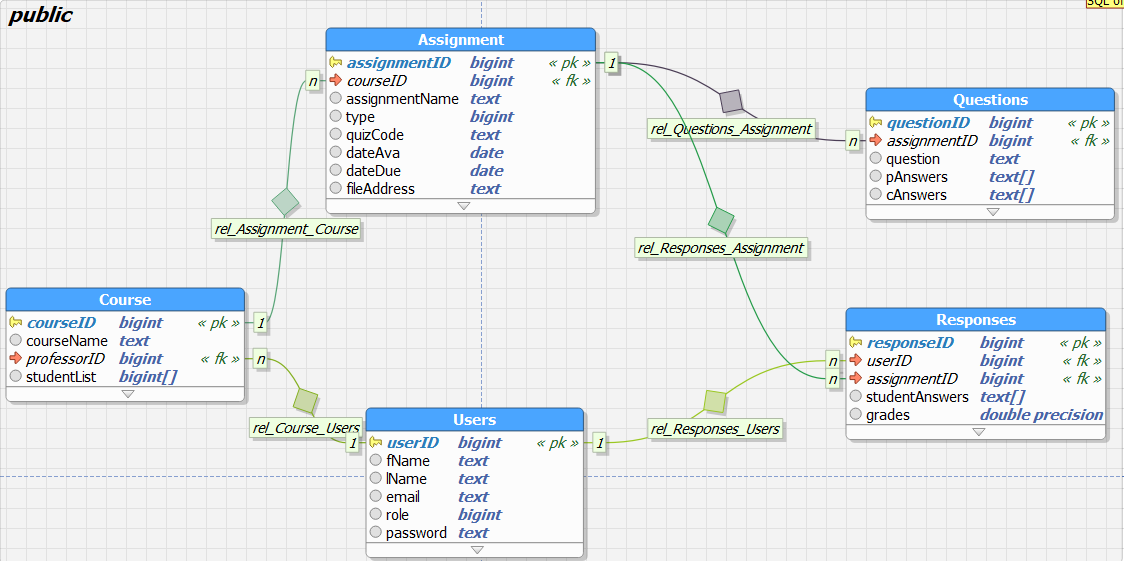 public
SQL of
Assignment
assignmentID bigint « pk »
courseID bigint « fk »
assignmentName text
type bigint
quizCode text
dateAva date
dateDue date
fileAddress text
1
n
rel_Questions_Assignment
Questions
questionID bigint « pk »
n
assignmentID bigint « fk »
question text
pAnswers text[]
cAnswers text[]
rel_Assignment_Course
rel_Responses_Assignment
Course
courseID bigint « pk »
1
courseName text
professorID bigint « fk »
n
studentList bigint[]
rel_Course_Users
1
Users
userID bigint « pk »
1
fName text
lName text
email text
role bigint
password text
rel_Responses_Users
Responses
responseID bigint « pk »
n
userID bigint « fk »
n
assignmentID bigint « fk »
studentAnswers text[]
grades double precision